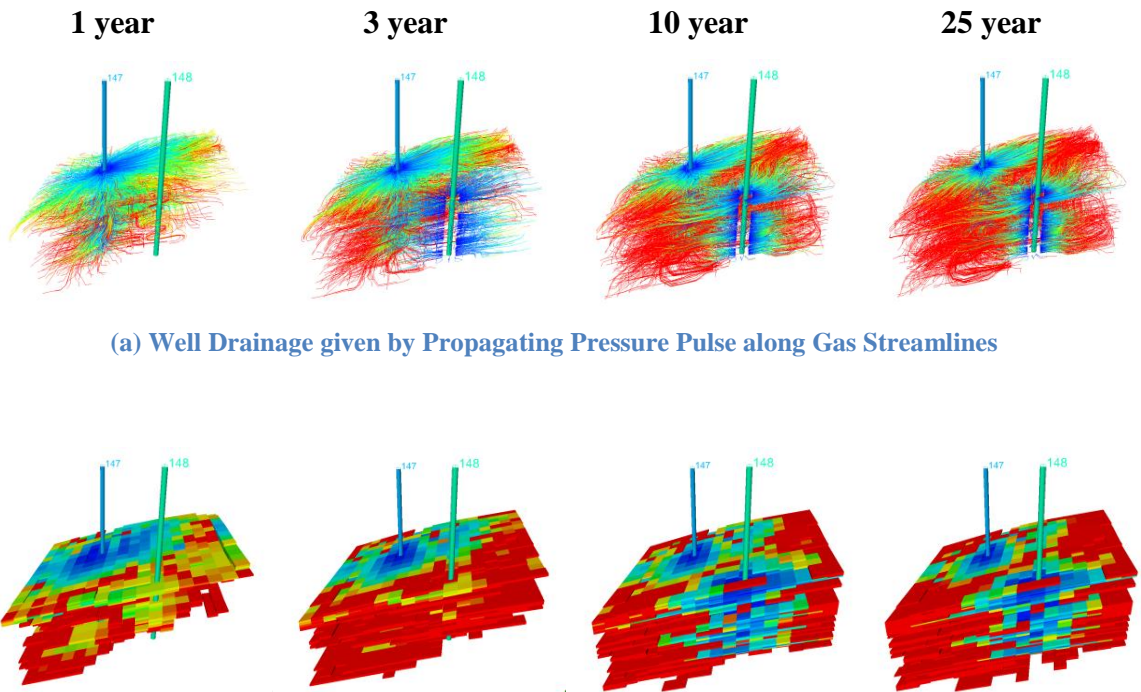 1 year 3 year 10 year 25 year
147 148 147 148 147 148 147 148
(a) Well Drainage given by Propagating Pressure Pulse along Gas Streamlines
147 148 147 148 147 148 147 148